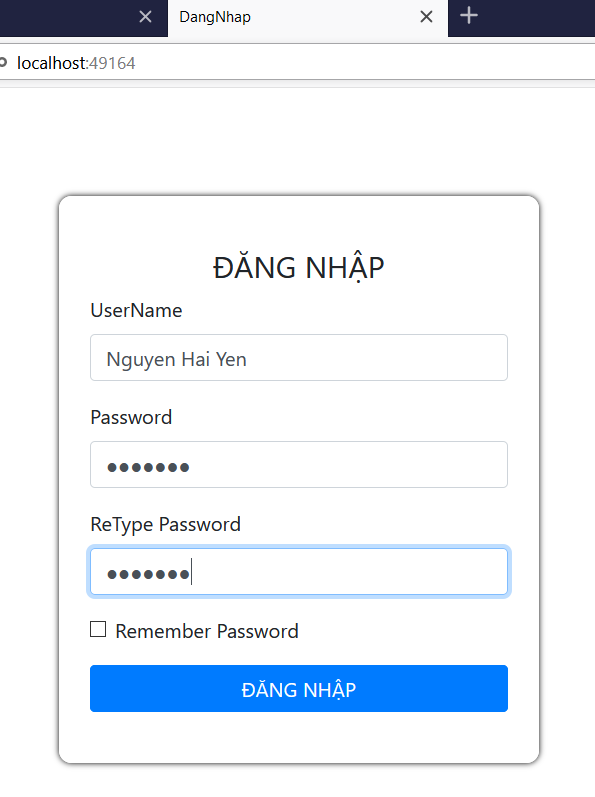 DangNhap
localhost:49164
ĐĂNG NHẬP
UserName
Nguyen Hai Yen
Password
●●●●●●●
ReType Password
●●●●●●●
Remember Password
ĐĂNG NHẬP